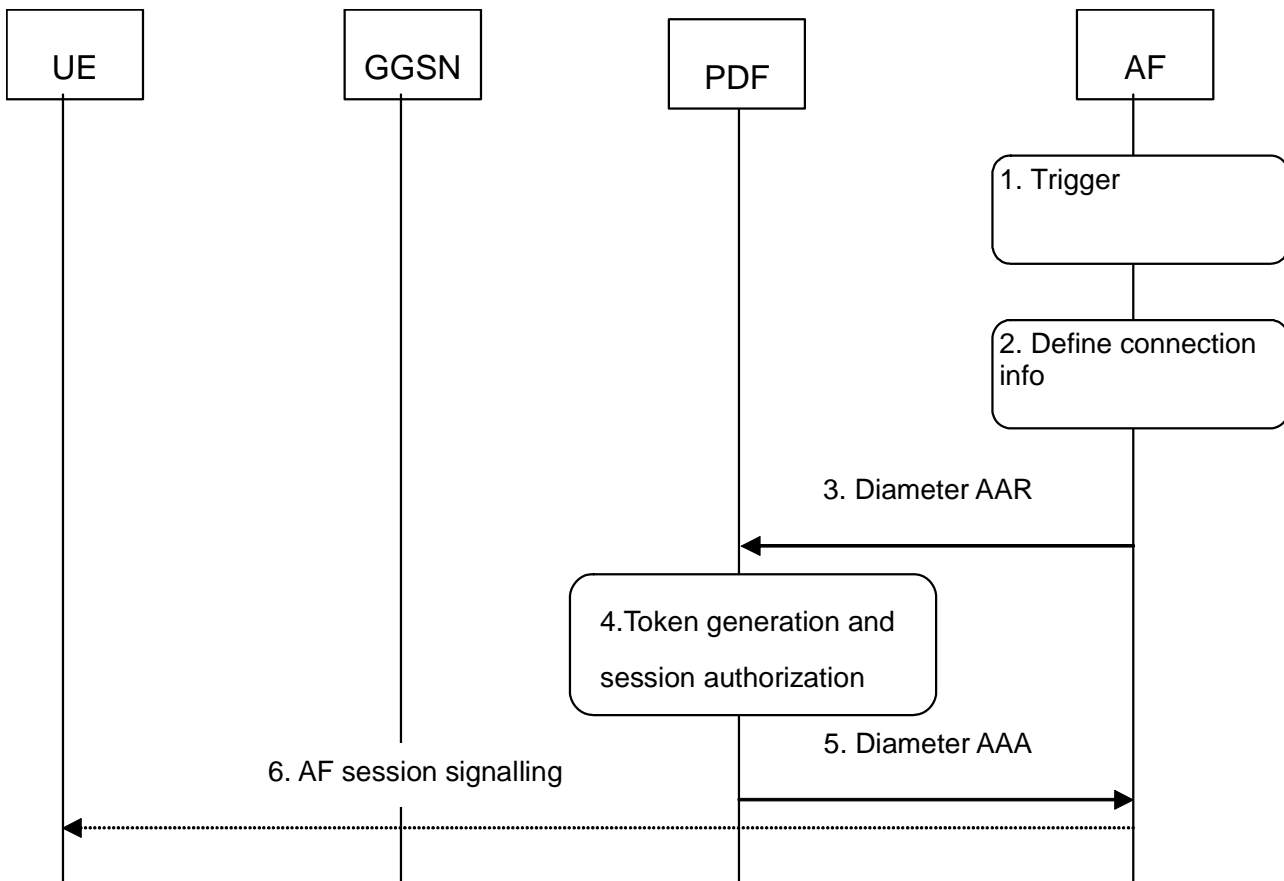 UE
GGSN
PDF
AF
1. Trigger
2. Define connection
info
3. Diameter AAR
4.Token generation and
session authorization
5. Diameter AAA
6. AF session signalling